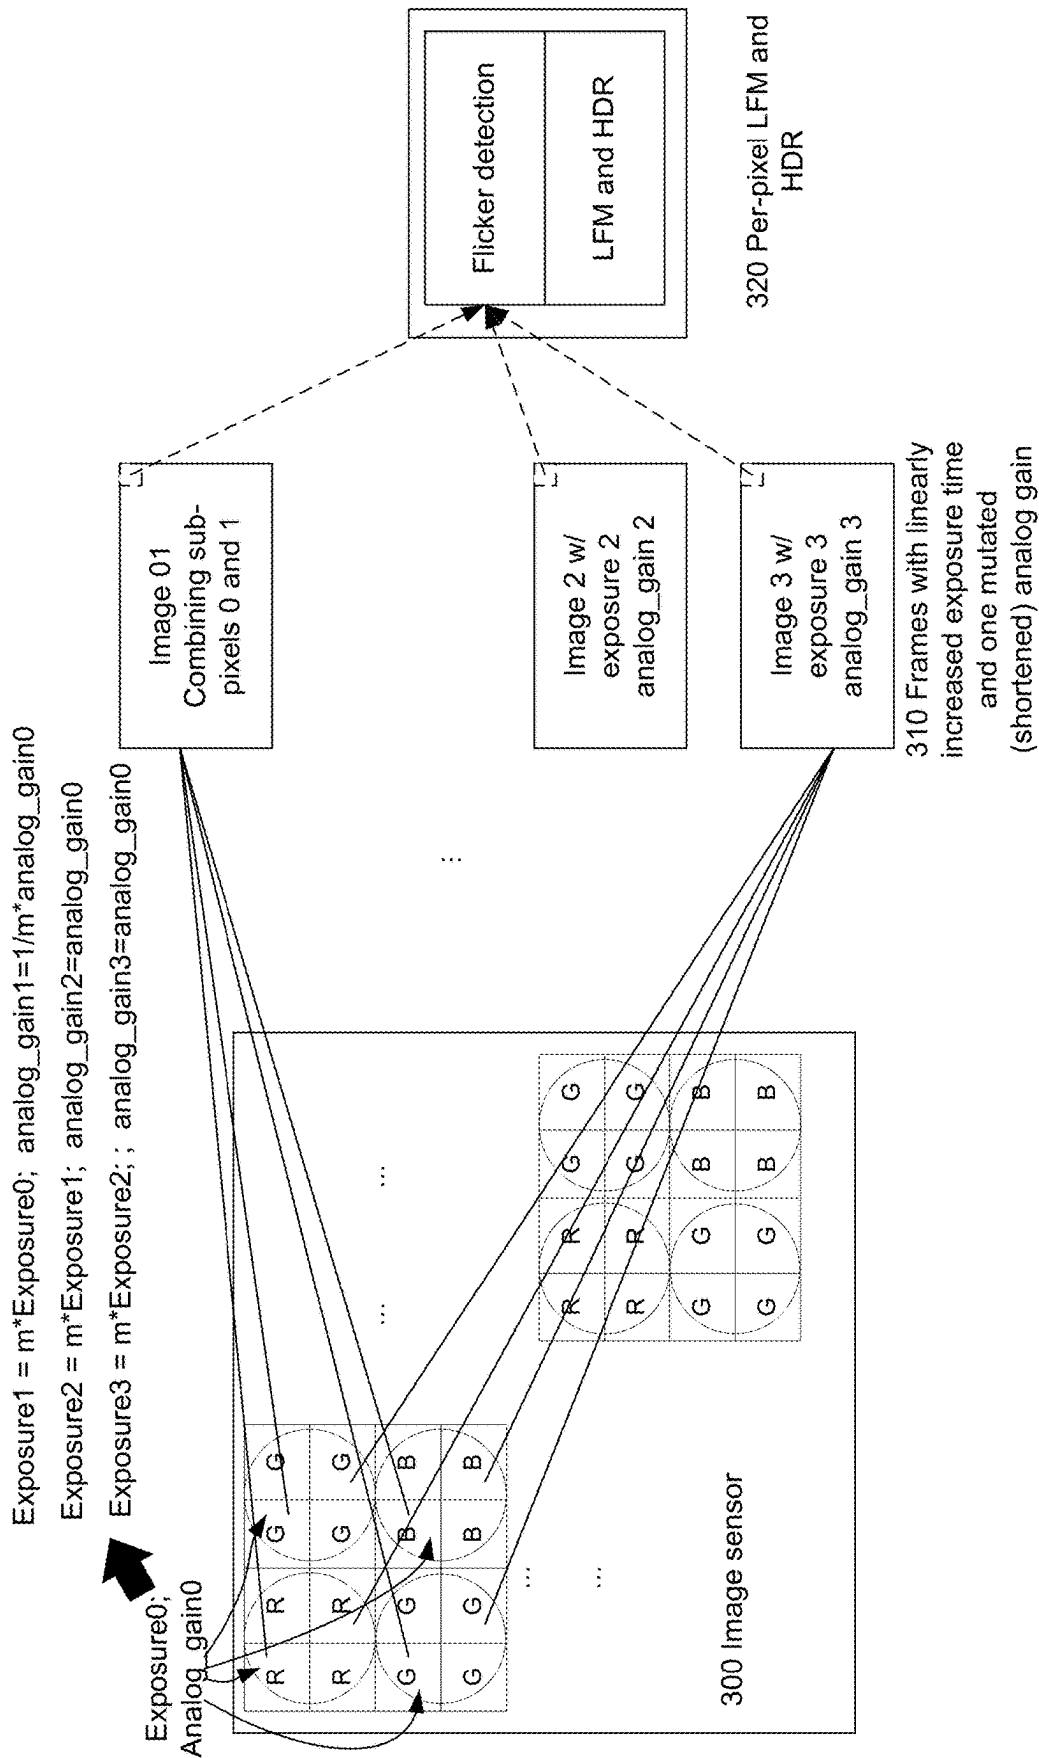 Exposure1 = m*Exposure0; analog_gain1=1/m*analog_gain0
Exposure2 = m*Exposure1; analog_gain2=analog_gain0
Exposure3 = m*Exposure2; ; analog_gain3=analog_gain0
Exposure0;
Analog_gain0
R R G G
R R G G
G G B B
G G B B
...
...
...
...
R R G G
R R G G
G G B B
G G B B
300 Image sensor
...
Image 01
Combining sub-
pixels 0 and 1
Image 2 w/
exposure 2
analog_gain 2
Image 3 w/
exposure 3
analog_gain 3
310 Frames with linearly
increased exposure time
and one mutated
(shortened) analog gain
Flicker detection
LFM and HDR
320 Per-pixel LFM and
HDR